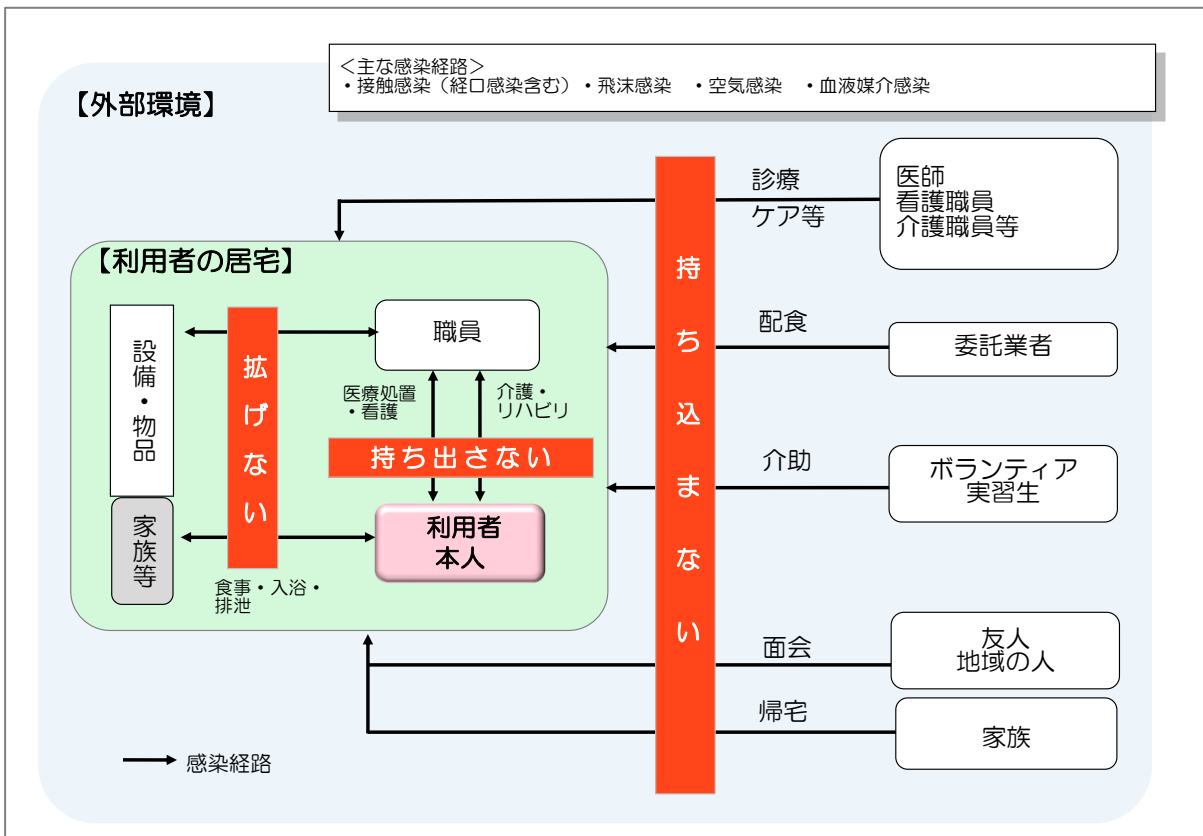 ＜主な感染経路＞
・接触感染（経口感染含む）・飛沫感染　・空気感染　・血液媒介感染
【外部環境】
診療
ケア等
医師
看護職員
介護職員等
【利用者の居宅】
持ち込まない
設備・物品
拡げない
職員
配食
委託業者
医療処置
・看護
介護・
リハビリ
持ち出さない
介助
ボランティア
実習生
家族等
利用者
本人
食事・入浴・
排泄
面会
友人
地域の人
帰宅
家族
感染経路